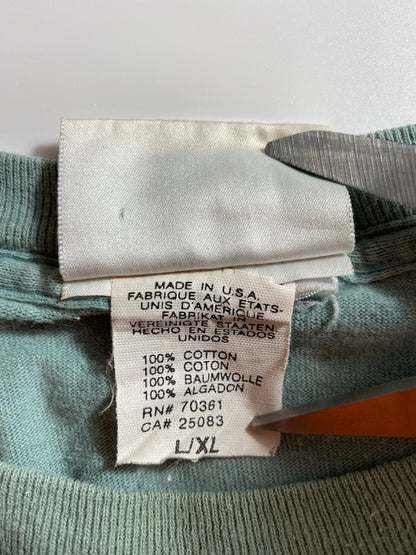 MADE IN U.S.A.
FABRIQUE AUX ETATS-
UNIS D'AMERIQUE
FABRIKAT IN
VEREINIGTE STAATEN
HECHO EN ESTADOS
UNIDOS
100% COTTON
100% COTON
100% BAUMWOLLE
100% ALGADON
RN# 70361
CA# 25083
L/XL